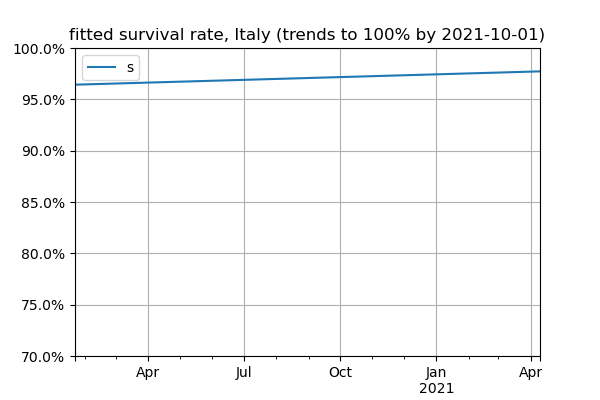 fitted survival rate, Italy (trends to 100% by 2021-10-01)
100.0%
s
95.0%
90.0%
85.0%
80.0%
75.0%
70.0%
Apr Jul Oct Jan Apr
2021